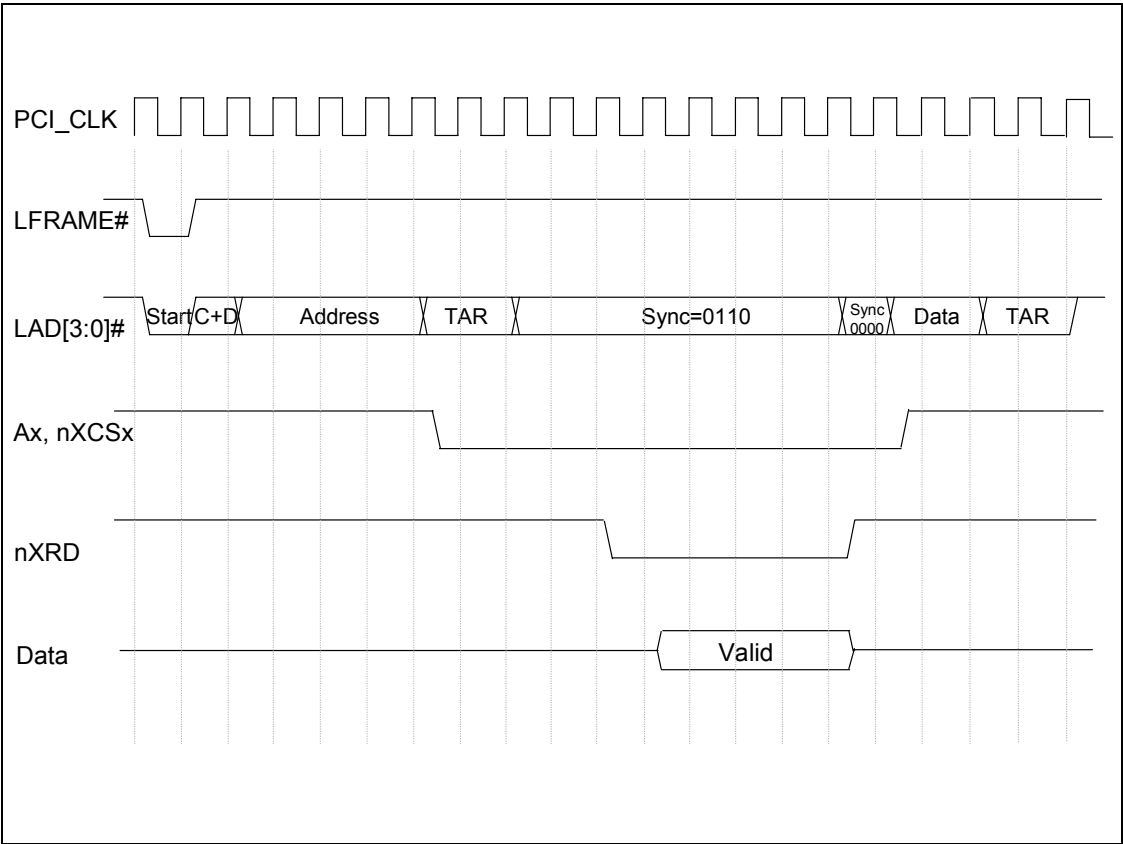 PCI_CLK
LFRAME#
LAD[3:0]#
Start
C+D
Address
TAR
Sync=0110
Sync
0000
Data
TAR
Ax, nXCSx
nXRD
Data
Valid